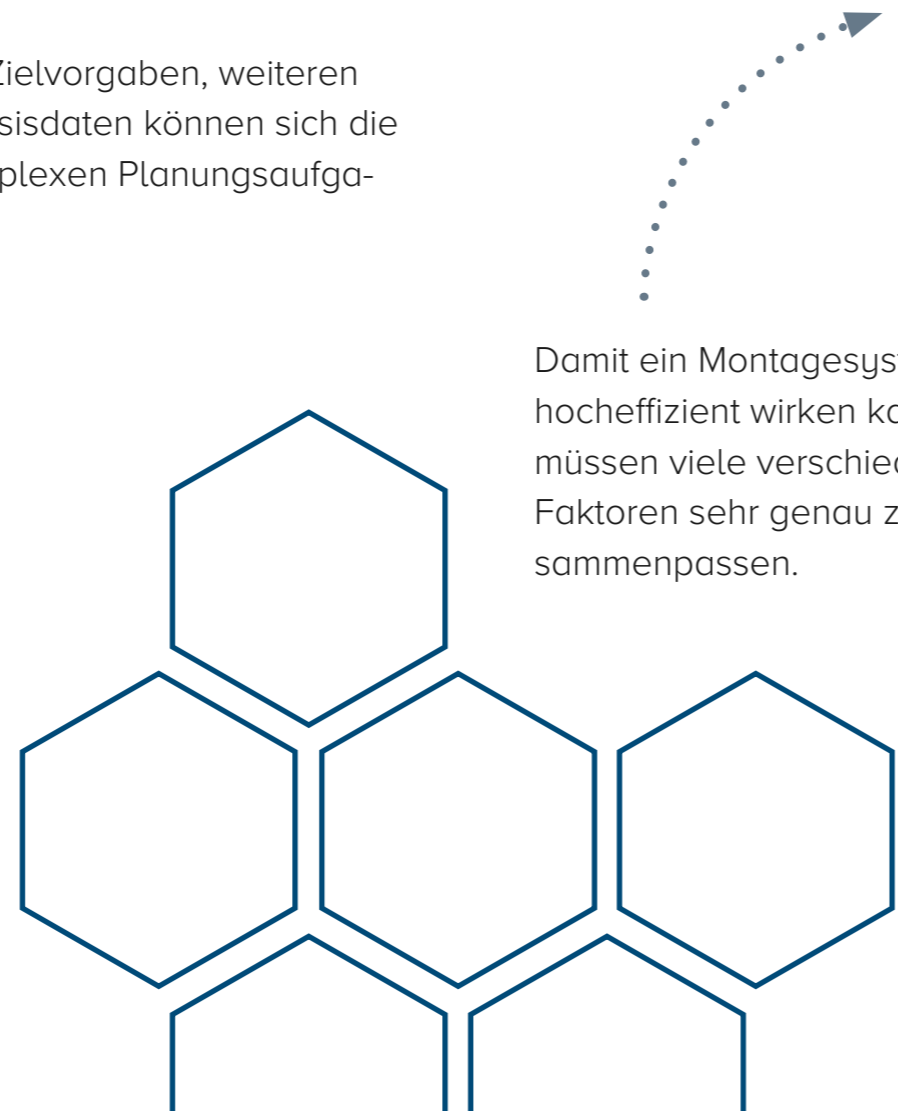 Zielvorgaben, weiteren
sisdaten können sich die
plexen Planungsaufga-
Damit ein Montagesys
hocheffizient wirken ka
müssen viele verschied
Faktoren sehr genau z
sammenpassen.